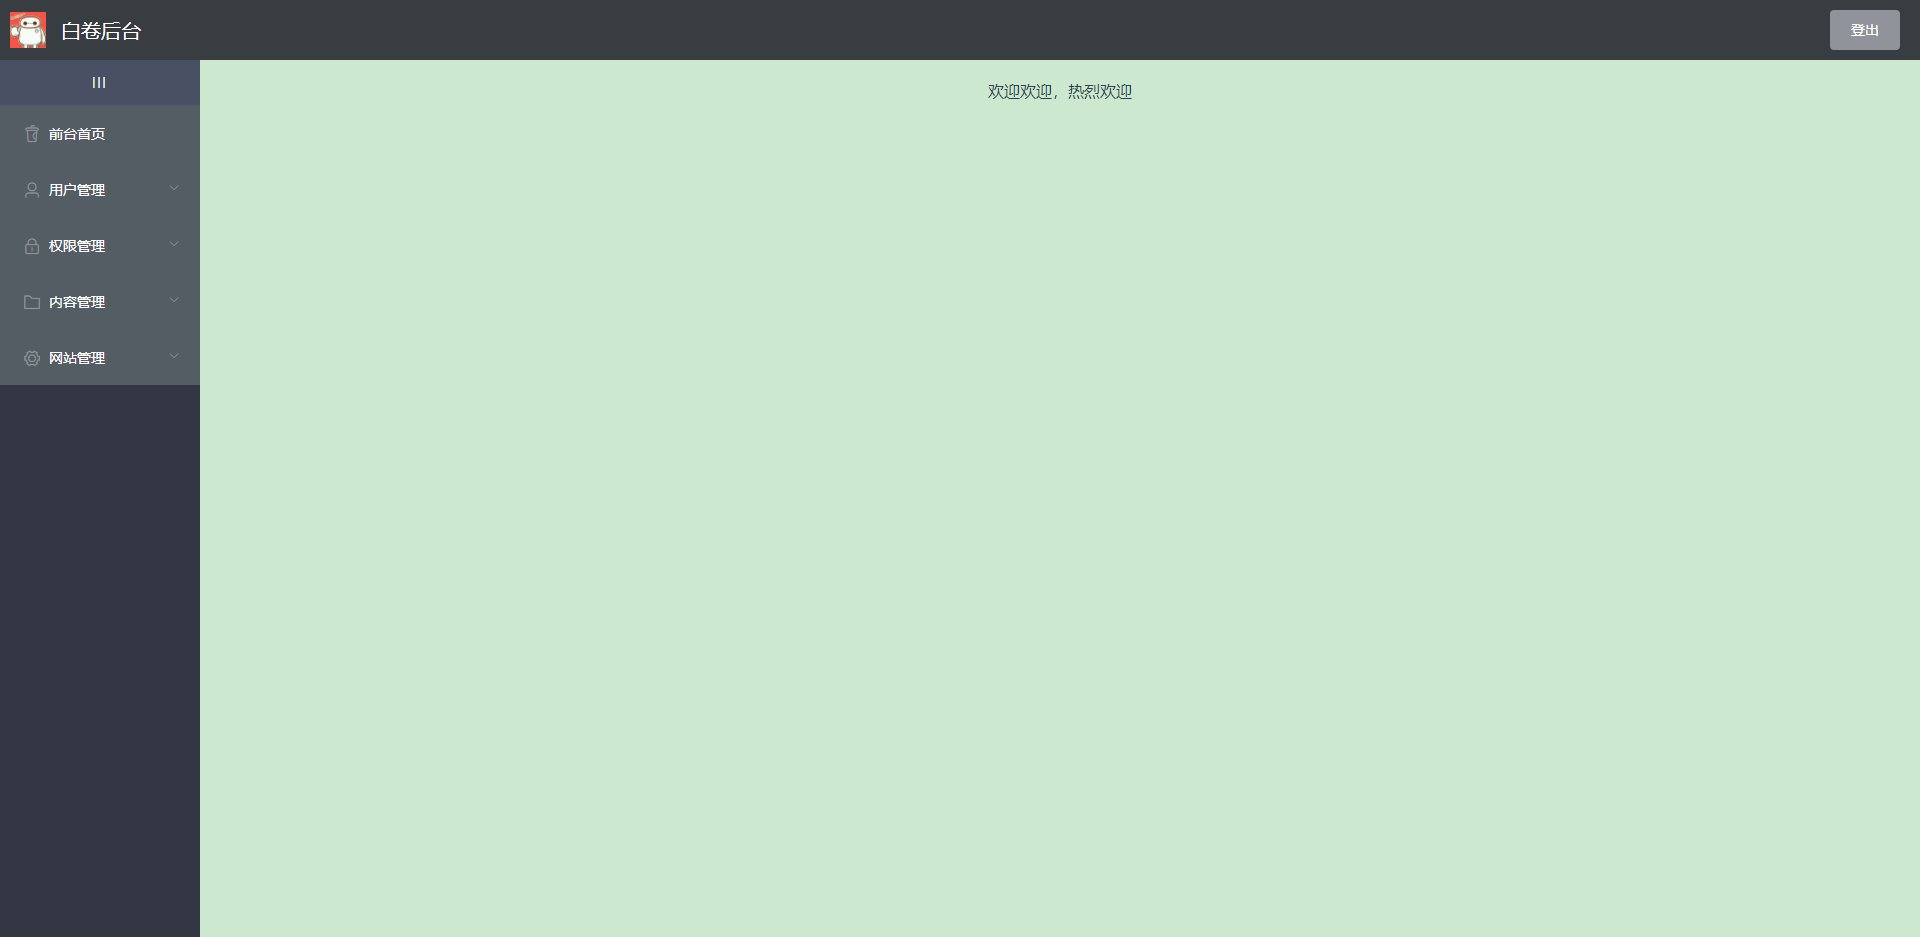 白卷后台
登出
|||
欢迎欢迎，热烈欢迎
前台首页
用户管理
权限管理
内容管理
网站管理